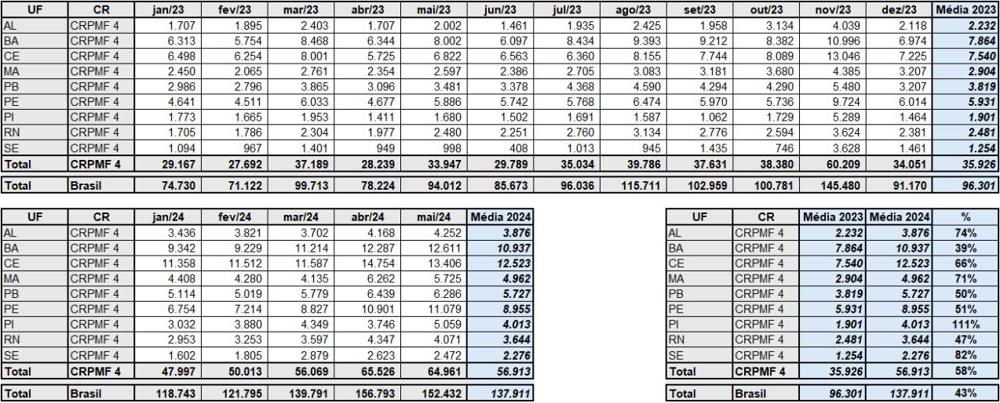 UF CR jan/23 fev/23 mar/23 abr/23 mai/23 jun/23 jul/23 ago/23 set/23 out/23 nov/23 dez/23 Média 2023
AL CRPMF 4 1.707 1.895 2.403 1.707 2.002 1.461 1.935 2.425 1.958 3.134 4.039 2.118 2.232
BA CRPMF 4 6.313 5.754 8.468 6.344 8.002 6.097 8.434 9.393 9.212 8.382 10.996 6.974 7.864
CE CRPMF 4 6.498 6.254 8.001 5.725 6.822 6.563 6.360 8.155 7.744 8.089 13.046 7.225 7.540
MA CRPMF 4 2.450 2.065 2.761 2.354 2.597 2.386 2.705 3.083 3.181 3.680 4.385 3.207 2.904
PB CRPMF 4 2.986 2.796 3.865 3.096 3.481 3.378 4.368 4.590 4.294 4.290 5.480 3.207 3.819
PE CRPMF 4 4.641 4.511 6.033 4.677 5.886 5.742 5.768 6.474 5.970 5.736 9.724 6.014 5.931
PI CRPMF 4 1.773 1.665 1.953 1.411 1.680 1.502 1.691 1.587 1.062 1.729 5.289 1.464 1.901
RN CRPMF 4 1.705 1.786 2.304 1.977 2.480 2.251 2.760 3.134 2.776 2.594 3.624 2.381 2.481
SE CRPMF 4 1.094 967 1.401 949 998 408 1.013 945 1.435 746 3.628 1.461 1.254
Total CRPMF 4 29.167 27.692 37.189 28.239 33.947 29.789 35.034 39.786 37.631 38.380 60.209 34.051 35.926
Total Brasil 74.730 71.122 99.713 78.224 94.012 85.673 96.036 115.711 102.959 100.781 145.480 91.170 96.301
UF CR jan/24 fev/24 mar/24 abr/24 mai/24 Média 2024
AL CRPMF 4 3.436 3.821 3.702 4.168 4.252 3.876
BA CRPMF 4 9.342 9.229 11.214 12.287 12.611 10.937
CE CRPMF 4 11.358 11.512 11.587 14.754 13.406 12.523
MA CRPMF 4 4.408 4.280 4.135 6.262 5.725 4.962
PB CRPMF 4 5.114 5.019 5.779 6.439 6.286 5.727
PE CRPMF 4 6.754 7.214 8.827 10.901 11.079 8.955
PI CRPMF 4 3.032 3.880 4.349 3.746 5.059 4.013
RN CRPMF 4 2.953 3.253 3.597 4.347 4.071 3.644
SE CRPMF 4 1.602 1.805 2.879 2.623 2.472 2.276
Total CRPMF 4 47.997 50.013 56.069 65.526 64.961 56.913
Total Brasil 118.743 121.795 139.791 156.793 152.432 137.911
UF CR Média 2023 Média 2024 %
AL CRPMF 4 2.232 3.876 74%
BA CRPMF 4 7.864 10.937 39%
CE CRPMF 4 7.540 12.523 66%
MA CRPMF 4 2.904 4.962 71%
PB CRPMF 4 3.819 5.727 50%
PE CRPMF 4 5.931 8.955 51%
PI CRPMF 4 1.901 4.013 111%
RN CRPMF 4 2.481 3.644 47%
SE CRPMF 4 1.254 2.276 82%
Total CRPMF 4 35.926 56.913 58%
Total Brasil 96.301 137.911 43%